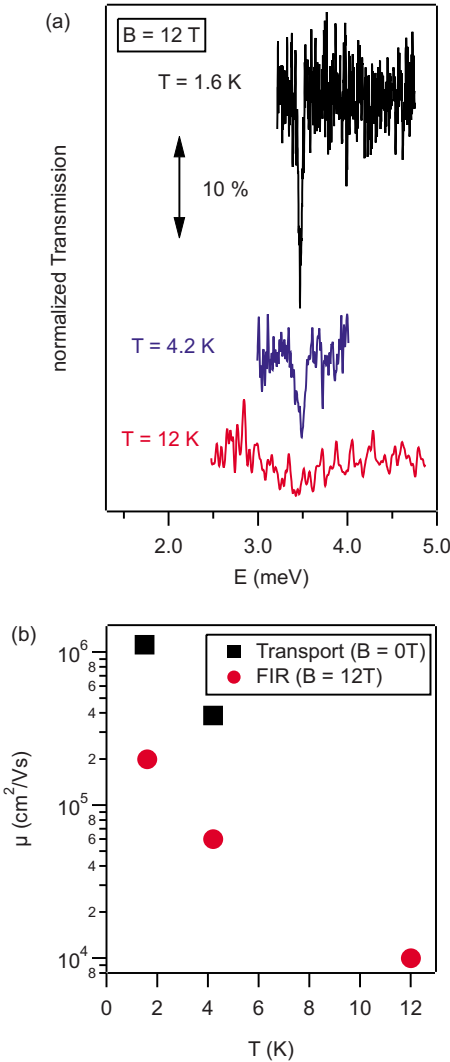 (a)
B = 12 T
T = 1.6 K
10 %
T = 4.2 K
T = 12 K
normalized Transmission
2.0 3.0 4.0 5.0
E (meV)
(b)
Transport (B = 0T)
FIR (B = 12T)
10⁶
8
6
4
2
10⁵
8
6
4
2
10⁴
8
μ (cm²/Vs)
0 2 4 6 8 10 12
T (K)